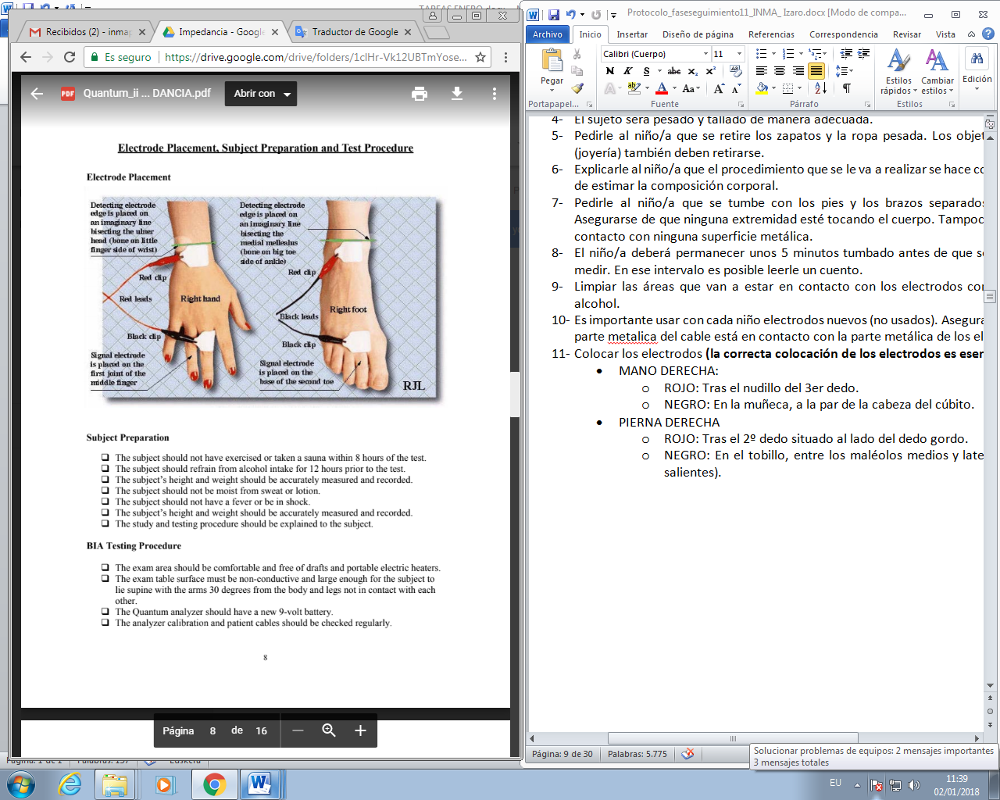 TAREAS ENERO.docx
Recibidos (2) - inmap
Impedancia - Google
Traductor de Google
Es seguro
https://drive.google.com/drive/folders/1clHr-Vk12UBTmYose...
PDF
Quantum_ii ... DANCIA.pdf
Abrir con
Electrode Placement, Subject Preparation and Test Procedure
Electrode Placement
Detecting electrode
edge is placed on
an imaginary line
bisecting the ulner
head (bone on little
finger side of wrist)
Detecting electrode
edge is placed on
an imaginary line
bisecting the
medial mellealus
(bone on big toe
side of ankle)
Red clip
Red clip
Red leads
Right hand
Black leads
Right foot
Black clip
Black clip
Signal electrode
is placed on the
first joint of the
middle finger
Signal electrode
is placed on the
base of the second toe
RJL
Subject Preparation
The subject should not have exercised or taken a sauna within 8 hours of the test.
The subject should refrain from alcohol intake for 12 hours prior to the test.
The subject's height and weight should be accurately measured and recorded.
The subject should not be moist from sweat or lotion.
The subject should not have a fever or be in shock.
The subject's height and weight should be accurately measured and recorded.
The study and testing procedure should be explained to the subject.
BIA Testing Procedure
The exam area should be comfortable and free of drafts and portable electric heaters.
The exam table surface must be non-conductive and large enough for the subject to
lie supine with the arms 30 degrees from the body and legs not in contact with each
other.
The Quantum analyzer should have a new 9-volt battery.
The analyzer calibration and patient cables should be checked regularly.
8
Página 8 de 16
Página: 1 de 1 Palabras: 137 Euskera
Protocolo_faseseguimiento11_INMA_ Izaro.docx [Modo de compa...
Archivo Inicio Insertar Diseño de página Referencias Correspondencia Revisar Vista
Calibri (Cuerpo) 11
N K S abc x₂ x²
A ab A Aa A A
Pegar
Estilos rápidos
Cambiar estilos
Edición
Portapapel... Fuente Párrafo Estilos
4- El sujeto será pesado y tallado de manera adecuada.
5- Pedirle al niño/a que se retire los zapatos y la ropa pesada. Los objet
(joyería) también deben retirarse.
6- Explicarle al niño/a que el procedimiento que se le va a realizar se hace co
de estimar la composición corporal.
7- Pedirle al niño/a que se tumbe con los pies y los brazos separados
Asegurarse de que ninguna extremidad esté tocando el cuerpo. Tampoc
contacto con ninguna superficie metálica.
8- El niño/a deberá permanecer unos 5 minutos tumbado antes de que se
medir. En ese intervalo es posible leerle un cuento.
9- Limpiar las áreas que van a estar en contacto con los electrodos con
alcohol.
10- Es importante usar con cada niño electrodos nuevos (no usados). Asegura
parte metalica del cable está en contacto con la parte metálica de los el
11- Colocar los electrodos (la correcta colocación de los electrodos es esen
• MANO DERECHA:
o ROJO: Tras el nudillo del 3er dedo.
o NEGRO: En la muñeca, a la par de la cabeza del cúbito.
• PIERNA DERECHA
o ROJO: Tras el 2º dedo situado al lado del dedo gordo.
o NEGRO: En el tobillo, entre los maléolos medios y late
salientes).
Página: 9 de 30 Palabras: 5.775
Solucionar problemas de equipos: 2 mensajes importantes
3 mensajes totales
EU
11:39
02/01/2018